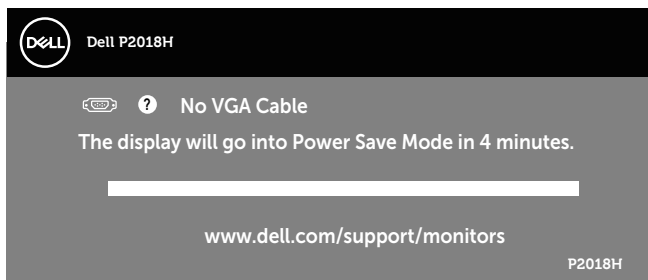 DELL
Dell P2018H
? No VGA Cable
The display will go into Power Save Mode in 4 minutes.
www.dell.com/support/monitors
P2018H